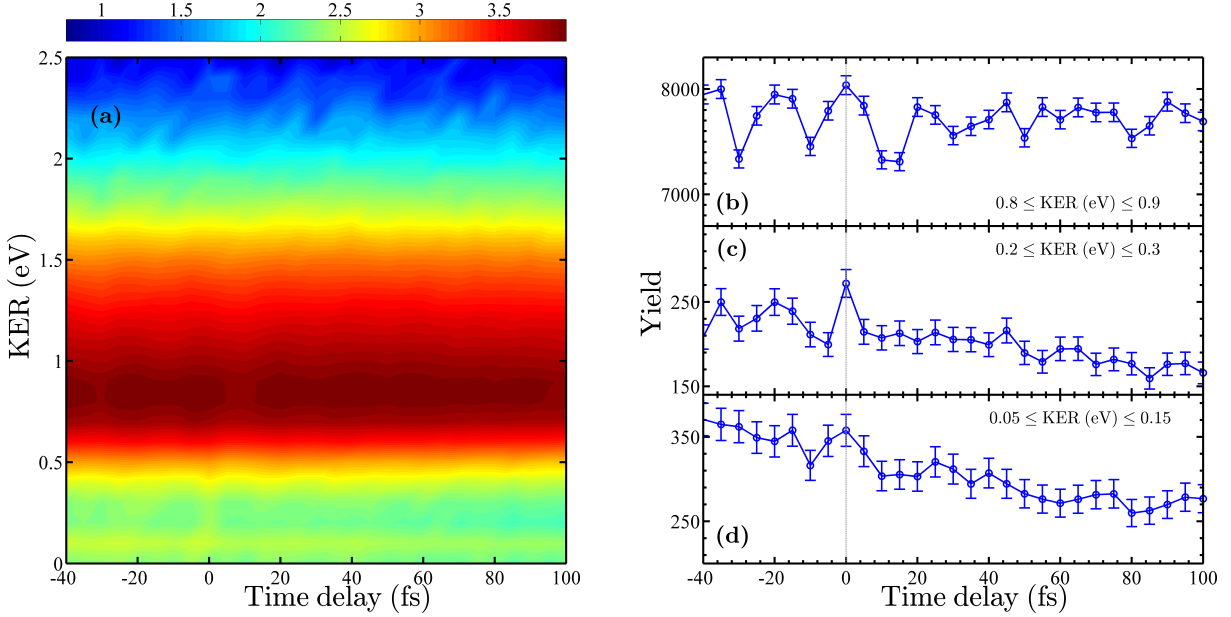 1 1.5 2 2.5 3 3.5
2.5
2
1.5
1
0.5
0
KER (eV)
(a)
-40 -20 0 20 40 60 80 100
Time delay (fs)
8000
7000
(b)
0.8 ≤ KER (eV) ≤ 0.9
(c)
0.2 ≤ KER (eV) ≤ 0.3
250
150
Yield
0.05 ≤ KER (eV) ≤ 0.15
350
250
(d)
-40 -20 0 20 40 60 80 100
Time delay (fs)